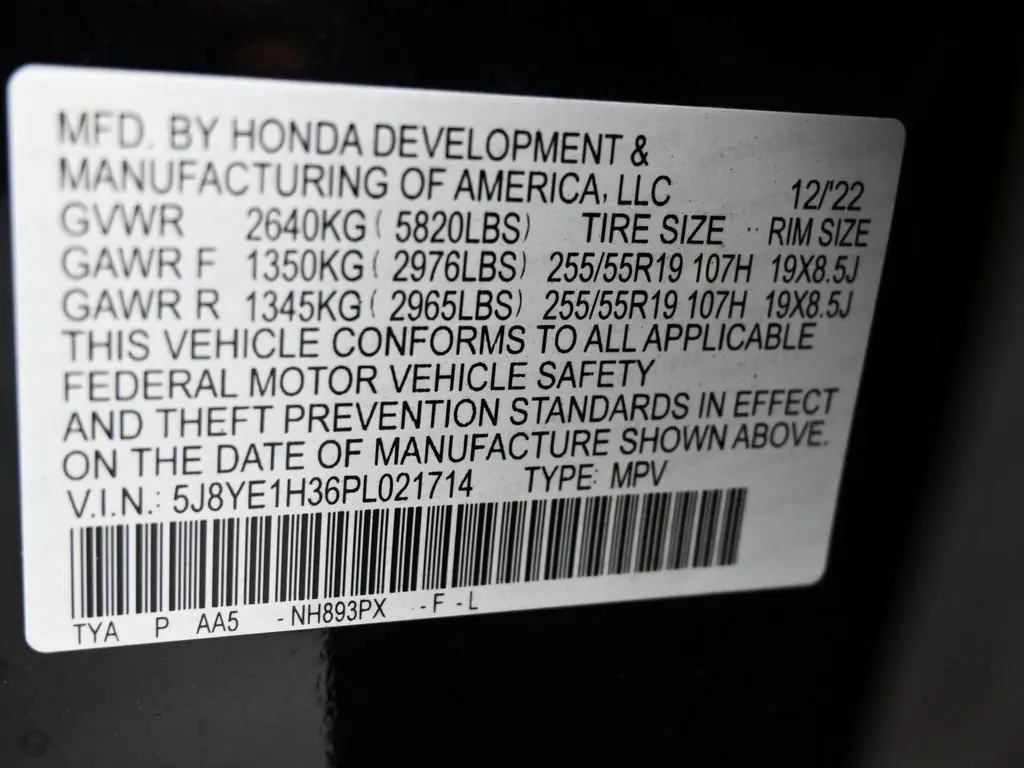 MFD. BY HONDA DEVELOPMENT &
MANUFACTURING OF AMERICA, LLC 12/'22
GVWR 2640KG ( 5820LBS) TIRE SIZE RIM SIZE
GAWR F 1350KG ( 2976LBS) 255/55R19 107H 19X8.5J
GAWR R 1345KG ( 2965LBS) 255/55R19 107H 19X8.5J
THIS VEHICLE CONFORMS TO ALL APPLICABLE
FEDERAL MOTOR VEHICLE SAFETY
AND THEFT PREVENTION STANDARDS IN EFFECT
ON THE DATE OF MANUFACTURE SHOWN ABOVE.
V.I.N.: 5J8YE1H36PL021714 TYPE: MPV
TYA P AA5 - NH893PX - F - L